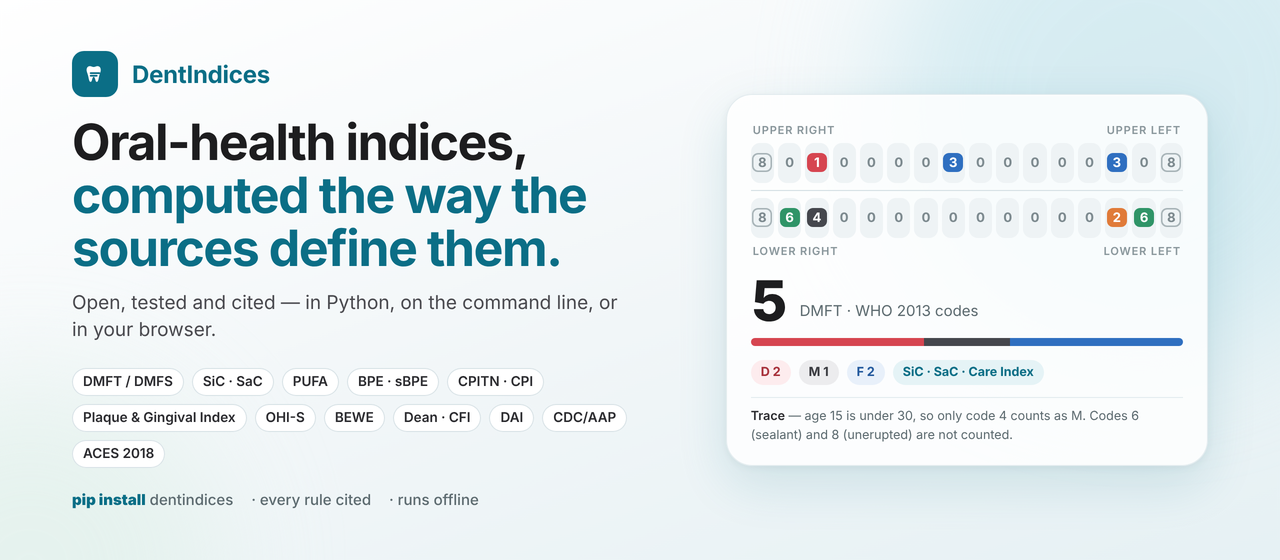 DentIndices
Oral-health indices,
computed the way the
sources define them.
Open, tested and cited — in Python, on the command line, or
in your browser.
DMFT / DMFS SiC · SaC PUFA BPE · sBPE CPITN · CPI
Plaque & Gingival Index OHI-S BEWE Dean · CFI DAI CDC/AAP
ACES 2018
pip install dentindices · every rule cited · runs offline
UPPER RIGHT UPPER LEFT
8 0 1 0 0 0 0 3 0 0 0 0 0 3 0 8
8 6 4 0 0 0 0 0 0 0 0 0 0 2 6 8
LOWER RIGHT LOWER LEFT
5 DMFT · WHO 2013 codes
D 2 M 1 F 2 SiC · SaC · Care Index
Trace — age 15 is under 30, so only code 4 counts as M. Codes 6
(sealant) and 8 (unerupted) are not counted.